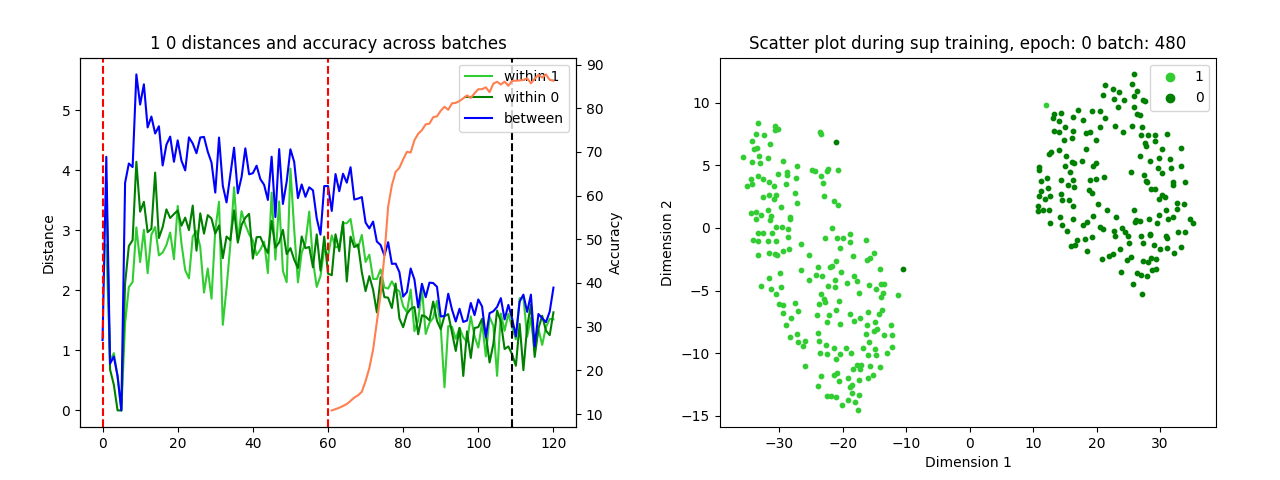 1 0 distances and accuracy across batches
Distance
5
4
3
2
1
0
0 20 40 60 80 100 120
within 1
within 0
between
90
80
70
60
50
40
30
20
10
Accuracy
Scatter plot during sup training, epoch: 0 batch: 480
Dimension 2
10
5
0
−5
−10
−15
−30 −20 −10 0 10 20 30
Dimension 1
1
0